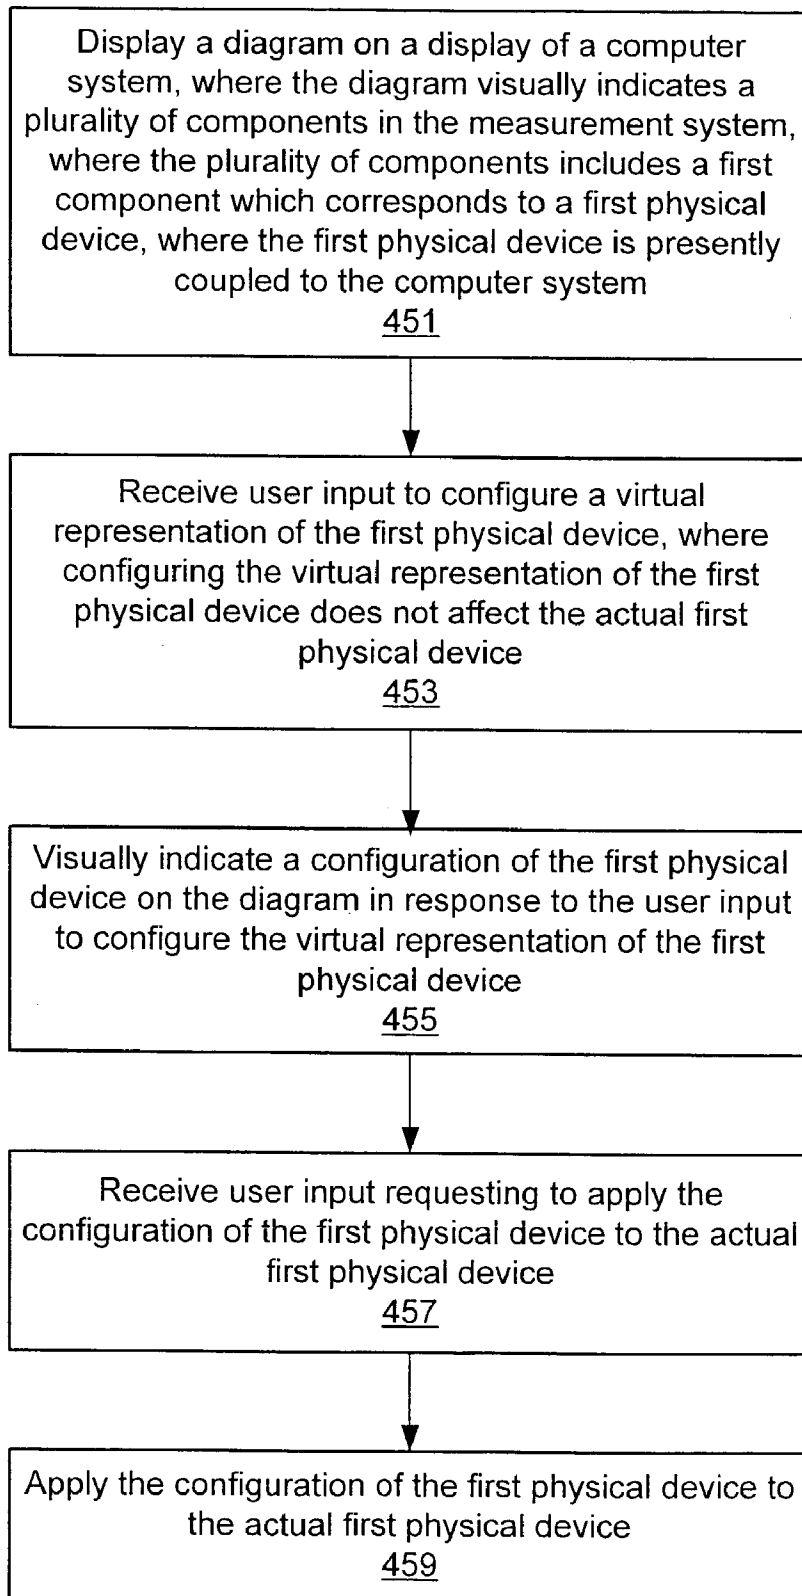 Display a diagram on a display of a computer
system, where the diagram visually indicates a
plurality of components in the measurement system,
where the plurality of components includes a first
component which corresponds to a first physical
device, where the first physical device is presently
coupled to the computer system
451
Receive user input to configure a virtual
representation of the first physical device, where
configuring the virtual representation of the first
physical device does not affect the actual first
physical device
453
Visually indicate a configuration of the first physical
device on the diagram in response to the user input
to configure the virtual representation of the first
physical device
455
Receive user input requesting to apply the
configuration of the first physical device to the actual
first physical device
457
Apply the configuration of the first physical device to
the actual first physical device
459